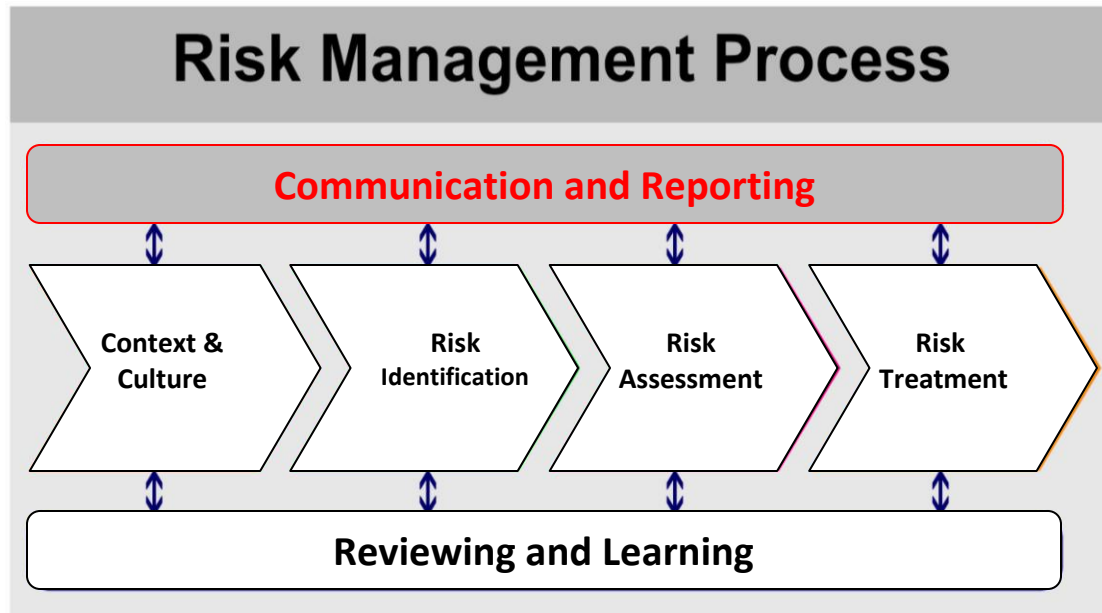 Risk Management Process
Communication and Reporting
Context &
Culture
Risk
Identification
Risk
Assessment
Risk
Treatment
Reviewing and Learning